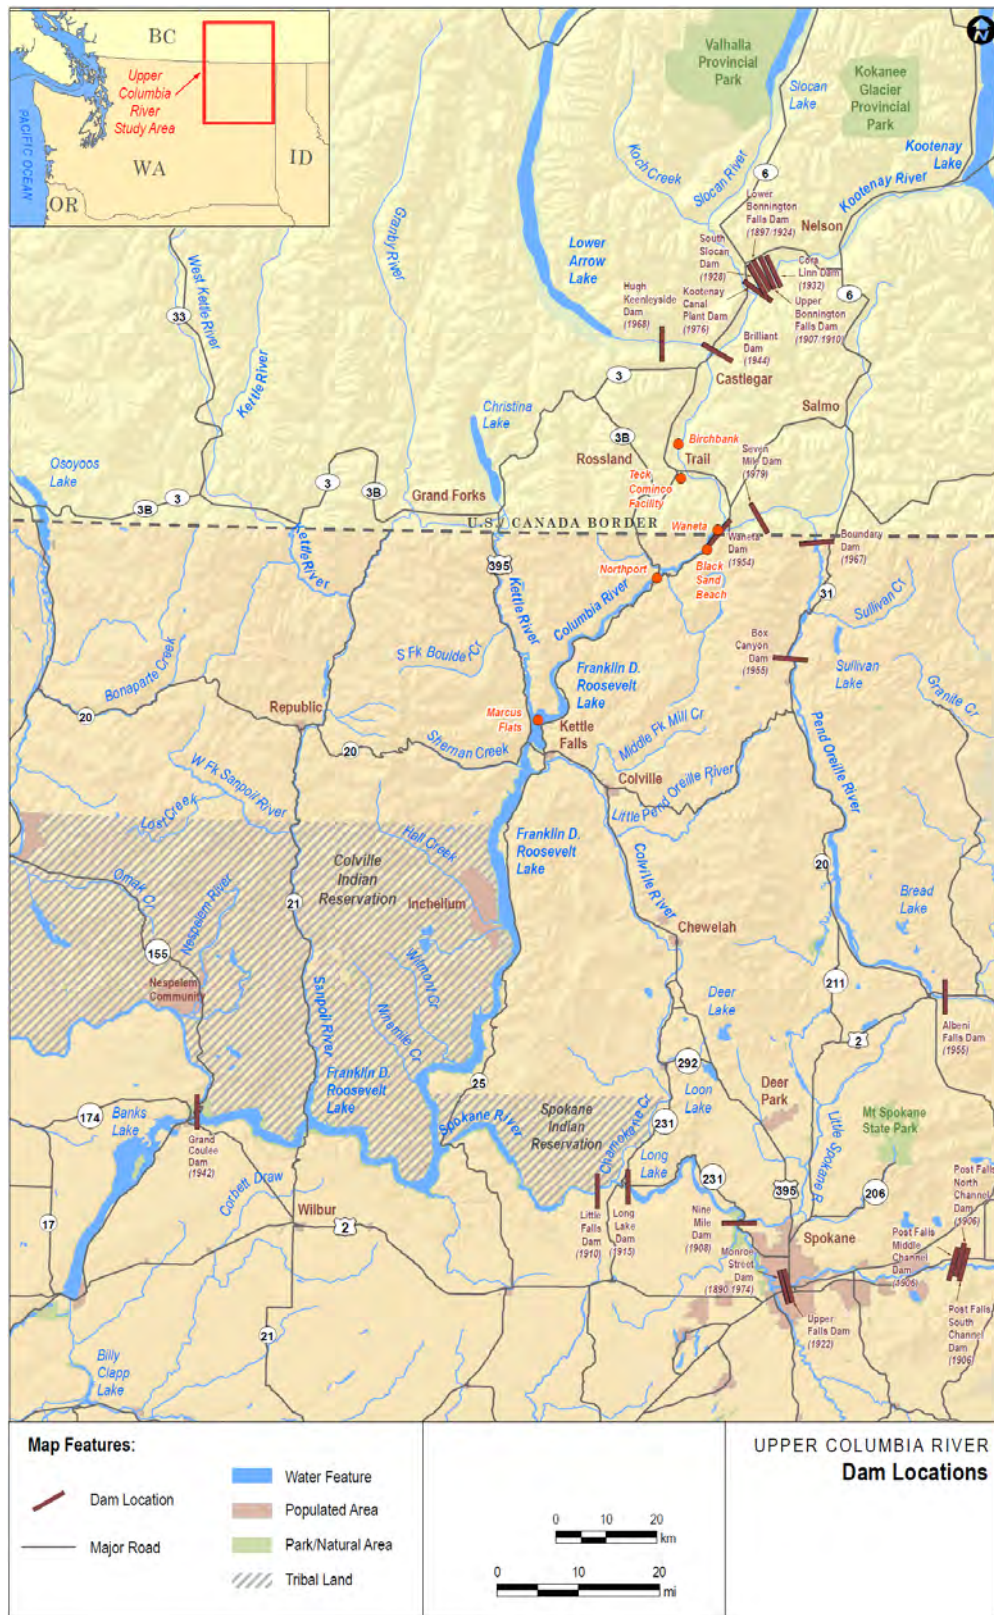 BC
Upper
Columbia
River
Study Area
PACIFIC OCEAN
WA
ID
OR
N
Valhalla
Provincial
Park
Slocan
Lake
Kokanee
Glacier
Provincial
Park
Kootenay
Lake
Kootenay River
Koch Creek
Slocan River
6
Lower
Bonnington
Falls Dam
(1897/1924)
Nelson
Granby River
Lower
Arrow
Lake
South
Slocan
Dam
(1928)
Cora
Linn Dam
(1932)
West Kettle River
33
Hugh
Keenleyside
Dam
(1968)
Kootenay
Canal
Plant Dam
(1976)
Upper
Bonnington
Falls Dam
(1907/1910)
6
Kettle River
Brilliant
Dam
(1944)
Castlegar
3
Christina
Lake
Salmo
3B
Birchbank
Osoyoos
Lake
Rossland
Trail
Seven
Mile Dam
(1979)
Teck
Cominco
Facility
3
3
3B
3B
Grand Forks
U.S./ CANADA BORDER
Waneta
Waneta
Dam
(1954)
Boundary
Dam
(1967)
Kettle River
395
Kettle River
Northport
Black
Sand
Beach
Columbia River
31
Sullivan Cr
Box
Canyon
Dam
(1955)
S Fk Boulder Cr
Bonaparte Creek
Franklin D.
Roosevelt
Lake
Sullivan
Lake
Granite Cr
20
Republic
Marcus
Flats
Kettle
Falls
Middle Fk Mill Cr
Sherman Creek
20
Pend Oreille River
W Fk Sanpoil River
Colville
Little Pend Oreille River
Lost Creek
Hall Creek
Franklin D.
Roosevelt
Lake
Colville
Indian
Reservation
Colville River
20
Omak Cr
Nespelem River
21
Inchelium
Bread
Lake
Chewelah
155
Wilmont Cr
Nespelem
Community
Sanpoil River
Ninemile Cr
Deer
Lake
211
Albeni
Falls Dam
(1955)
2
292
Franklin D.
Roosevelt
Lake
25
Loon
Lake
Deer
Park
Banks
Lake
174
Spokane River
Spokane
Indian
Reservation
Chamokane Cr
231
Mt Spokane
State Park
Grand
Coulee
Dam
(1942)
Long
Lake
231
Little Spokane R
Corbett Draw
395
206
Post Falls
North
Channel
Dam
(1906)
17
Wilbur
2
Little
Falls
Dam
(1910)
Long
Lake
Dam
(1915)
Nine
Mile
Dam
(1908)
Spokane
Post Falls
Middle
Channel
Dam
(1906)
Monroe
Street
Dam
(1890/1974)
Upper
Falls Dam
(1922)
Post Falls
South
Channel
Dam
(1906)
21
Billy
Clapp
Lake
Map Features:
Dam Location
Major Road
Water Feature
Populated Area
Park/Natural Area
Tribal Land
0 10 20
km
0 10 20
mi
UPPER COLUMBIA RIVER
Dam Locations